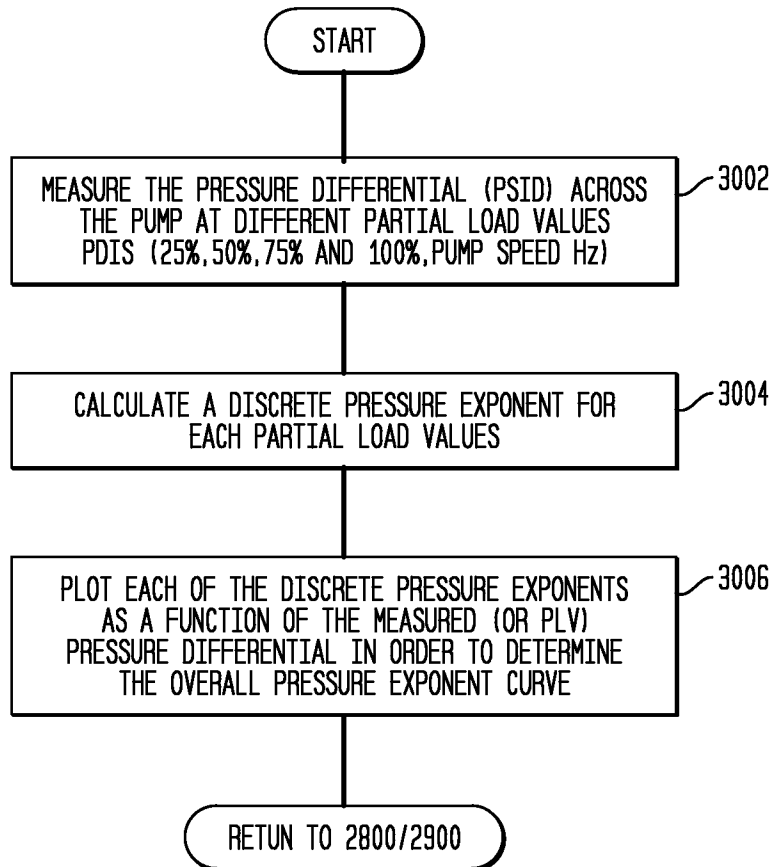 START
MEASURE THE PRESSURE DIFFERENTIAL (PSID) ACROSS
THE PUMP AT DIFFERENT PARTIAL LOAD VALUES
PDIS (25%,50%,75% AND 100%,PUMP SPEED Hz)
3002
CALCULATE A DISCRETE PRESSURE EXPONENT FOR
EACH PARTIAL LOAD VALUES
3004
PLOT EACH OF THE DISCRETE PRESSURE EXPONENTS
AS A FUNCTION OF THE MEASURED (OR PLV)
PRESSURE DIFFERENTIAL IN ORDER TO DETERMINE
THE OVERALL PRESSURE EXPONENT CURVE
3006
RETUN TO 2800/2900